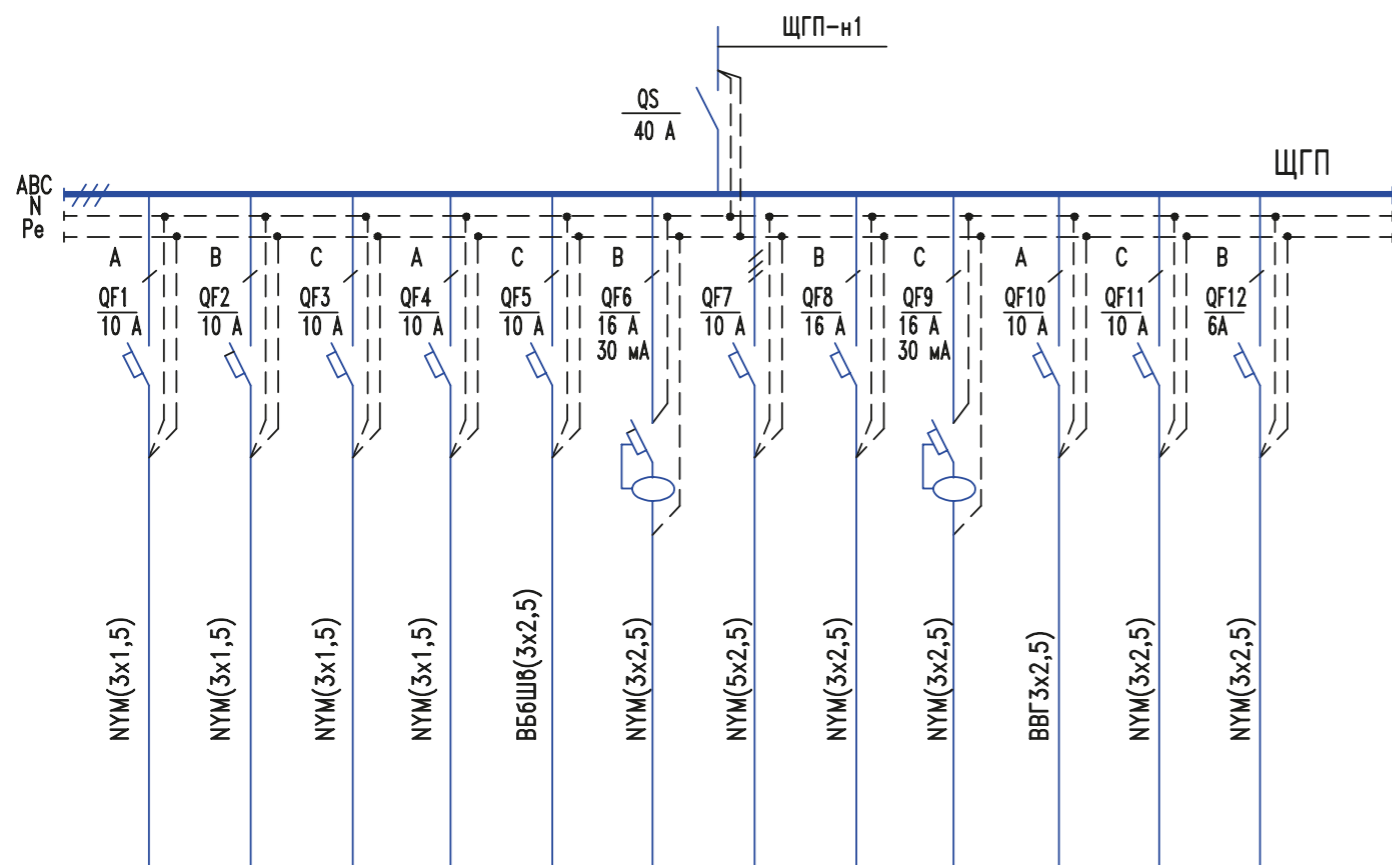 ЩГП-н1
QS
40 А
ЩГП
ABC
N
Pe
A
B
C
A
C
B
B
C
A
C
B
QF1
10 А
QF2
10 А
QF3
10 А
QF4
10 А
QF5
10 А
QF6
16 А
30 мА
QF7
10 А
QF8
16 А
QF9
16 А
30 мА
QF10
10 А
QF11
10 А
QF12
6А
NYM(3x1,5)
NYM(3x1,5)
NYM(3x1,5)
NYM(3x1,5)
ВБбШв(3x2,5)
NYM(3x2,5)
NYM(5x2,5)
NYM(3x2,5)
NYM(3x2,5)
ВВГ3x2,5)
NYM(3x2,5)
NYM(3x2,5)